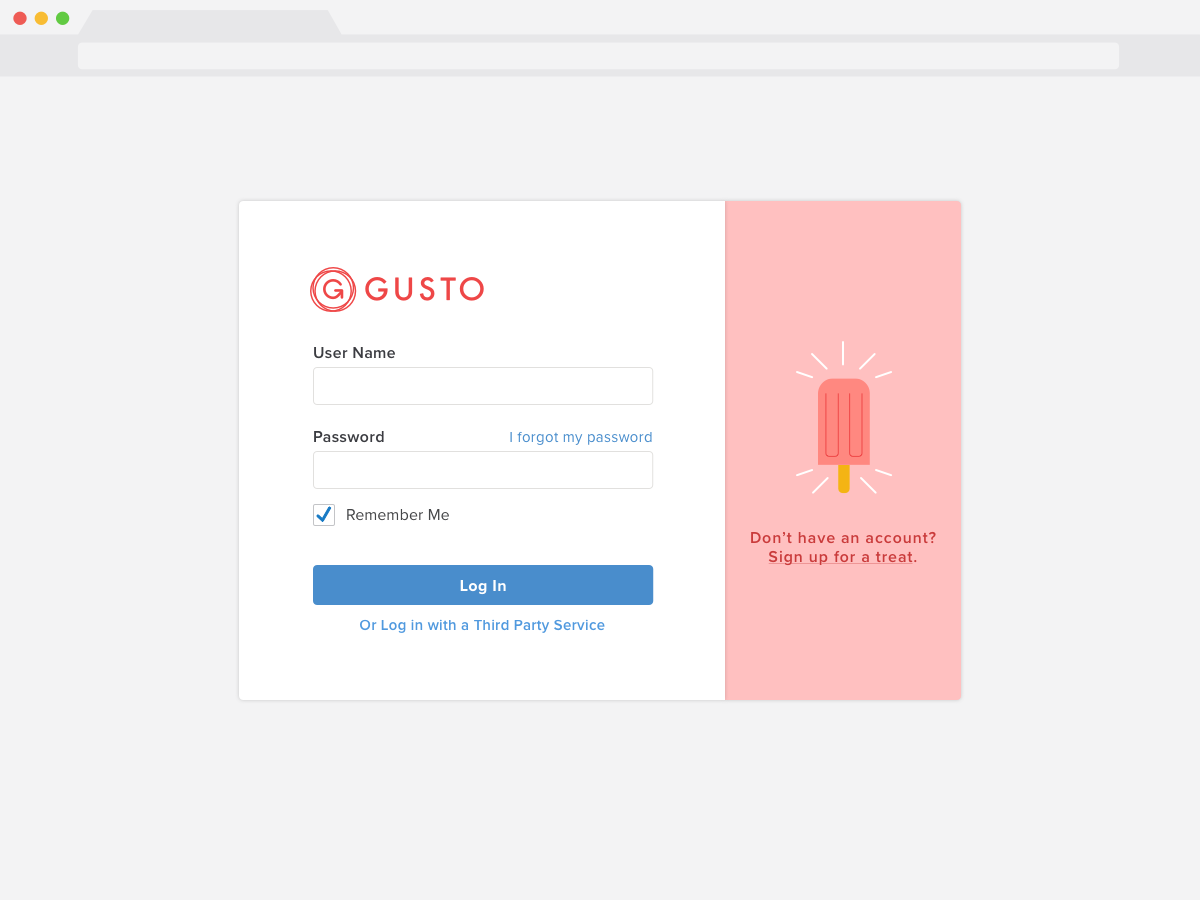 GUSTO
User Name
Password
I forgot my password
Remember Me
Log In
Or Log in with a Third Party Service
Don’t have an account?
Sign up for a treat.